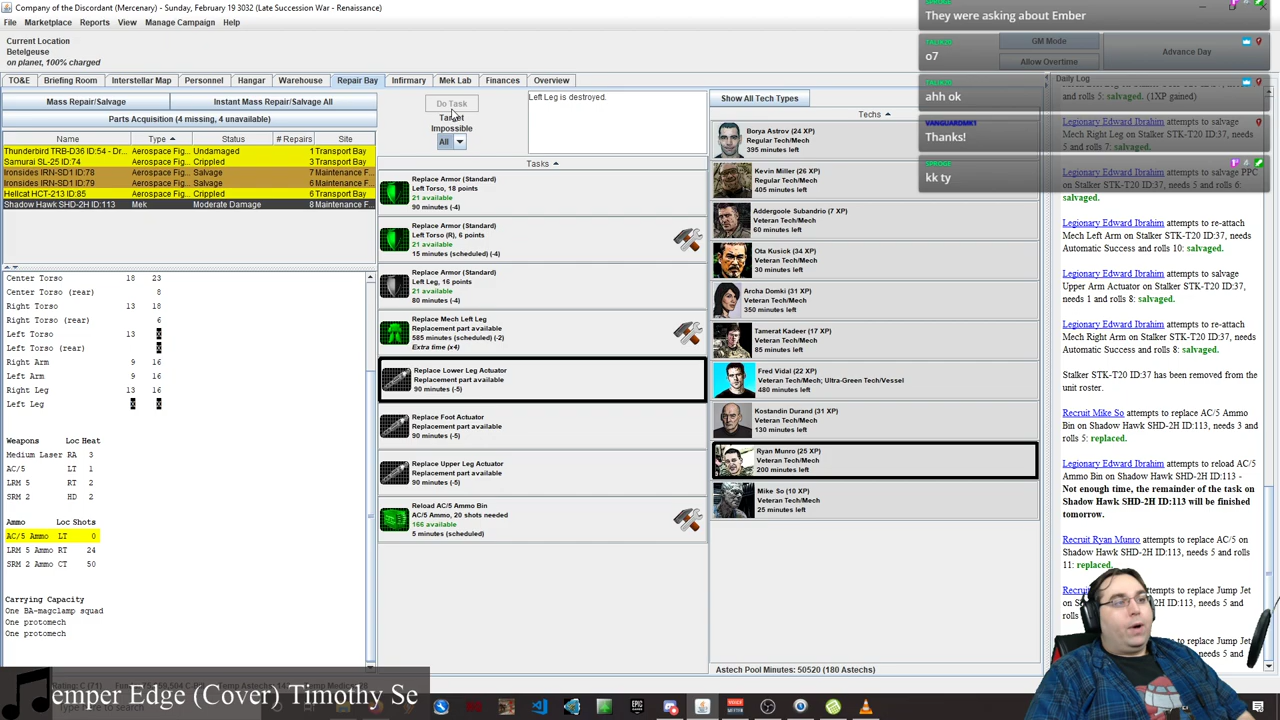 Company of the Discordant (Mercenary) - Sunday, February 19 3032 (Late Succession War - Renaissance)
File Marketplace Reports View Manage Campaign Help
Current Location
Betelgeuse
on planet, 100% charged
TO&E Briefing Room Interstellar Map Personnel Hangar Warehouse Repair Bay Infirmary Mek Lab Finances Overview
Mass Repair/Salvage Instant Mass Repair/Salvage All
Parts Acquisition (4 missing, 4 unavailable)
Name Type Status # Repairs Site
Thunderbird TRB-D36 ID:54 - Dr... Aerospace Fig... Undamaged 1 Transport Bay
Samurai SL-25 ID:74 Aerospace Fig... Crippled 3 Transport Bay
Ironsides IRN-SD1 ID:78 Aerospace Fig... Salvage 7 Maintenance F...
Ironsides IRN-SD1 ID:79 Aerospace Fig... Salvage 6 Maintenance F...
Hellcat HCT-213 ID:85 Aerospace Fig... Crippled 6 Transport Bay
Shadow Hawk SHD-2H ID:113 Mek Moderate Damage 8 Maintenance F...
Center Torso 18 23
Center Torso (rear) 8
Right Torso 13 18
Right Torso (rear) 6
Left Torso 13
Left Torso (rear)
Right Arm 9 16
Left Arm 9 16
Right Leg 13 16
Left Leg
Weapons Loc Heat
Medium Laser RA 3
AC/5 LT 1
LRM 5 RT 2
SRM 2 HD 2
Ammo Loc Shots
AC/5 Ammo LT 0
LRM 5 Ammo RT 24
SRM 2 Ammo CT 50
Carrying Capacity
One BA-magclamp squad
One protomech
One protomech
Do Task
Target
Impossible
All
Left Leg is destroyed.
Tasks
Replace Armor (Standard)
Left Torso, 18 points
21 available
90 minutes (-4)
Replace Armor (Standard)
Left Torso (R), 6 points
21 available
15 minutes (scheduled) (-4)
Replace Armor (Standard)
Left Leg, 16 points
21 available
80 minutes (-4)
Replace Mech Left Leg
Replacement part available
585 minutes (scheduled) (-2)
Extra time (x4)
Replace Lower Leg Actuator
Replacement part available
90 minutes (-5)
Replace Foot Actuator
Replacement part available
90 minutes (-5)
Replace Upper Leg Actuator
Replacement part available
90 minutes (-5)
Reload AC/5 Ammo Bin
AC/5 Ammo, 20 shots needed
166 available
5 minutes (scheduled)
Show All Tech Types
Techs
Borya Astrov (24 XP)
Regular Tech/Mech
395 minutes left
Kevin Miller (26 XP)
Regular Tech/Mech
405 minutes left
Addergoole Subandrio (7 XP)
Veteran Tech/Mech
60 minutes left
Ota Kusico (34 XP)
Veteran Tech/Mech
30 minutes left
Archa Domki (31 XP)
Veteran Tech/Mech
350 minutes left
Tamerat Kadeer (17 XP)
Veteran Tech/Mech
85 minutes left
Fred Vidal (22 XP)
Veteran Tech/Mech; Ultra-Green Tech/Vessel
480 minutes left
Kostandin Durand (31 XP)
Veteran Tech/Mech
130 minutes left
Ryan Munro (25 XP)
Veteran Tech/Mech
200 minutes left
Mike So (10 XP)
Veteran Tech/Mech
25 minutes left
Astech Pool Minutes: 50520 (180 Astechs)
GM Mode
Allow Overtime
Advance Day
SPROGE
They were asking about Ember
o7
ahh ok
VANGUARDMK1
Thanks!
SPROGE
kk ty
Daily Log
rolls 5: salvaged. (1XP gained)
Legionary Edward Ibrahim attempts to salvage
Mech Right Leg on Stalker STK-T20 ID:37, needs
5 and rolls 7: salvaged.
Legionary Edward Ibrahim attempts to salvage PPC
on Stalker STK-T20 ID:37, needs 5 and rolls 6:
salvaged.
Legionary Edward Ibrahim attempts to re-attach
Mech Left Arm on Stalker STK-T20 ID:37, needs
Automatic Success and rolls 10: salvaged.
Legionary Edward Ibrahim attempts to salvage
Upper Arm Actuator on Stalker STK-T20 ID:37,
needs 1 and rolls 8: salvaged.
Legionary Edward Ibrahim attempts to re-attach
Mech Right Arm on Stalker STK-T20 ID:37, needs
Automatic Success and rolls 8: salvaged.
Stalker STK-T20 ID:37 has been removed from the
unit roster.
Recruit Mike So attempts to replace AC/5 Ammo
Bin on Shadow Hawk SHD-2H ID:113, needs 3 and
rolls 5: replaced.
Legionary Edward Ibrahim attempts to reload AC/5
Ammo Bin on Shadow Hawk SHD-2H ID:113 -
Not enough time, the remainder of the task on
Shadow Hawk SHD-2H ID:113 will be finished
tomorrow.
Recruit Ryan Munro attempts to replace AC/5 on
Shadow Hawk SHD-2H ID:113, needs 5 and rolls
11: replaced.
attempts to replace Jump Jet
ID:113, needs 5 and
rolls
to replace Jump Jet
needs 5 and
emper Edge (Cover) Timothy Se